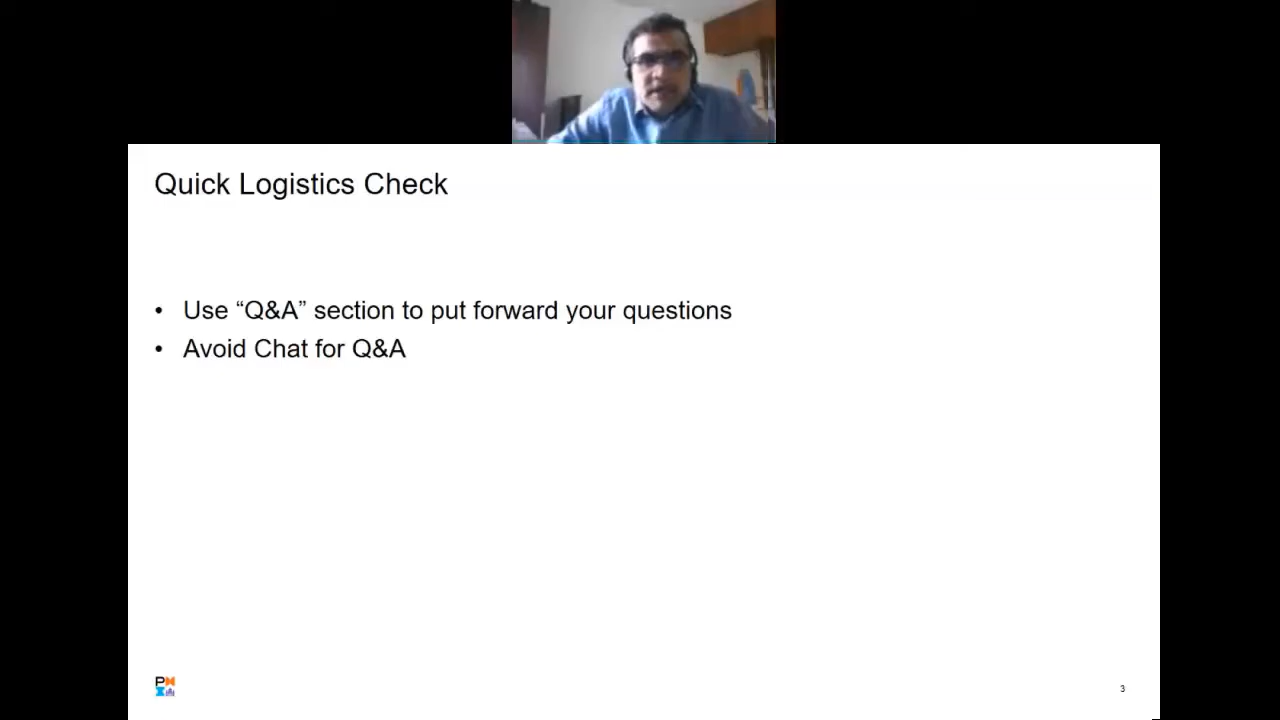 Quick Logistics Check
• Use “Q&A” section to put forward your questions
• Avoid Chat for Q&A
3